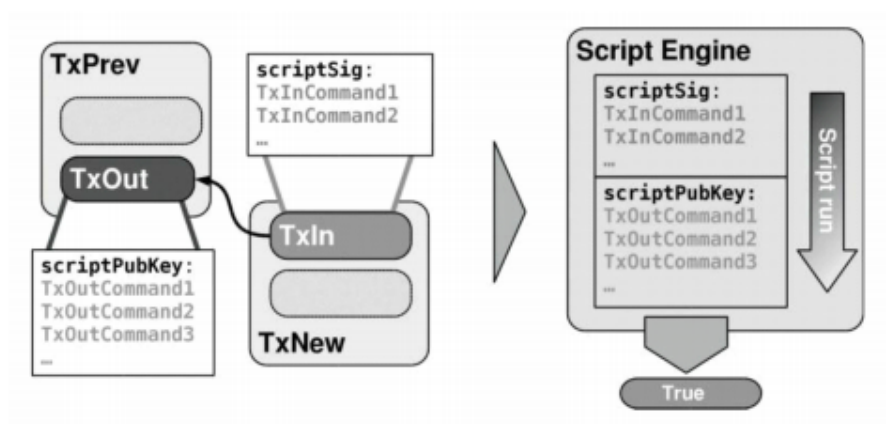 TxPrev
TxOut
scriptPubKey:
TxOutCommand1
TxOutCommand2
TxOutCommand3
…
scriptSig:
TxInCommand1
TxInCommand2
…
TxIn
TxNew
Script Engine
scriptSig:
TxInCommand1
TxInCommand2
…
scriptPubKey:
TxOutCommand1
TxOutCommand2
TxOutCommand3
…
Script run
True